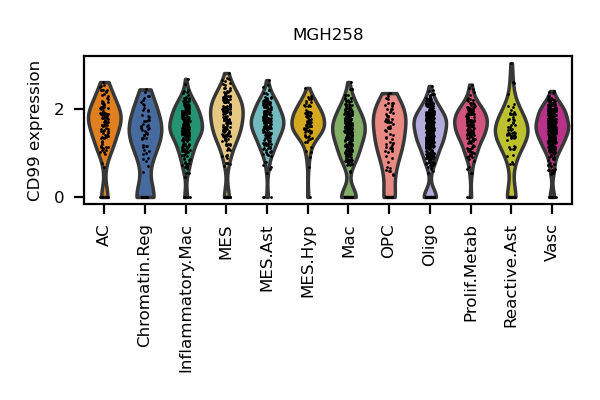 MGH258
CD99 expression
2
0
AC
Chromatin.Reg
Inflammatory.Mac
MES
MES.Ast
MES.Hyp
Mac
OPC
Oligo
Prolif.Metab
Reactive.Ast
Vasc